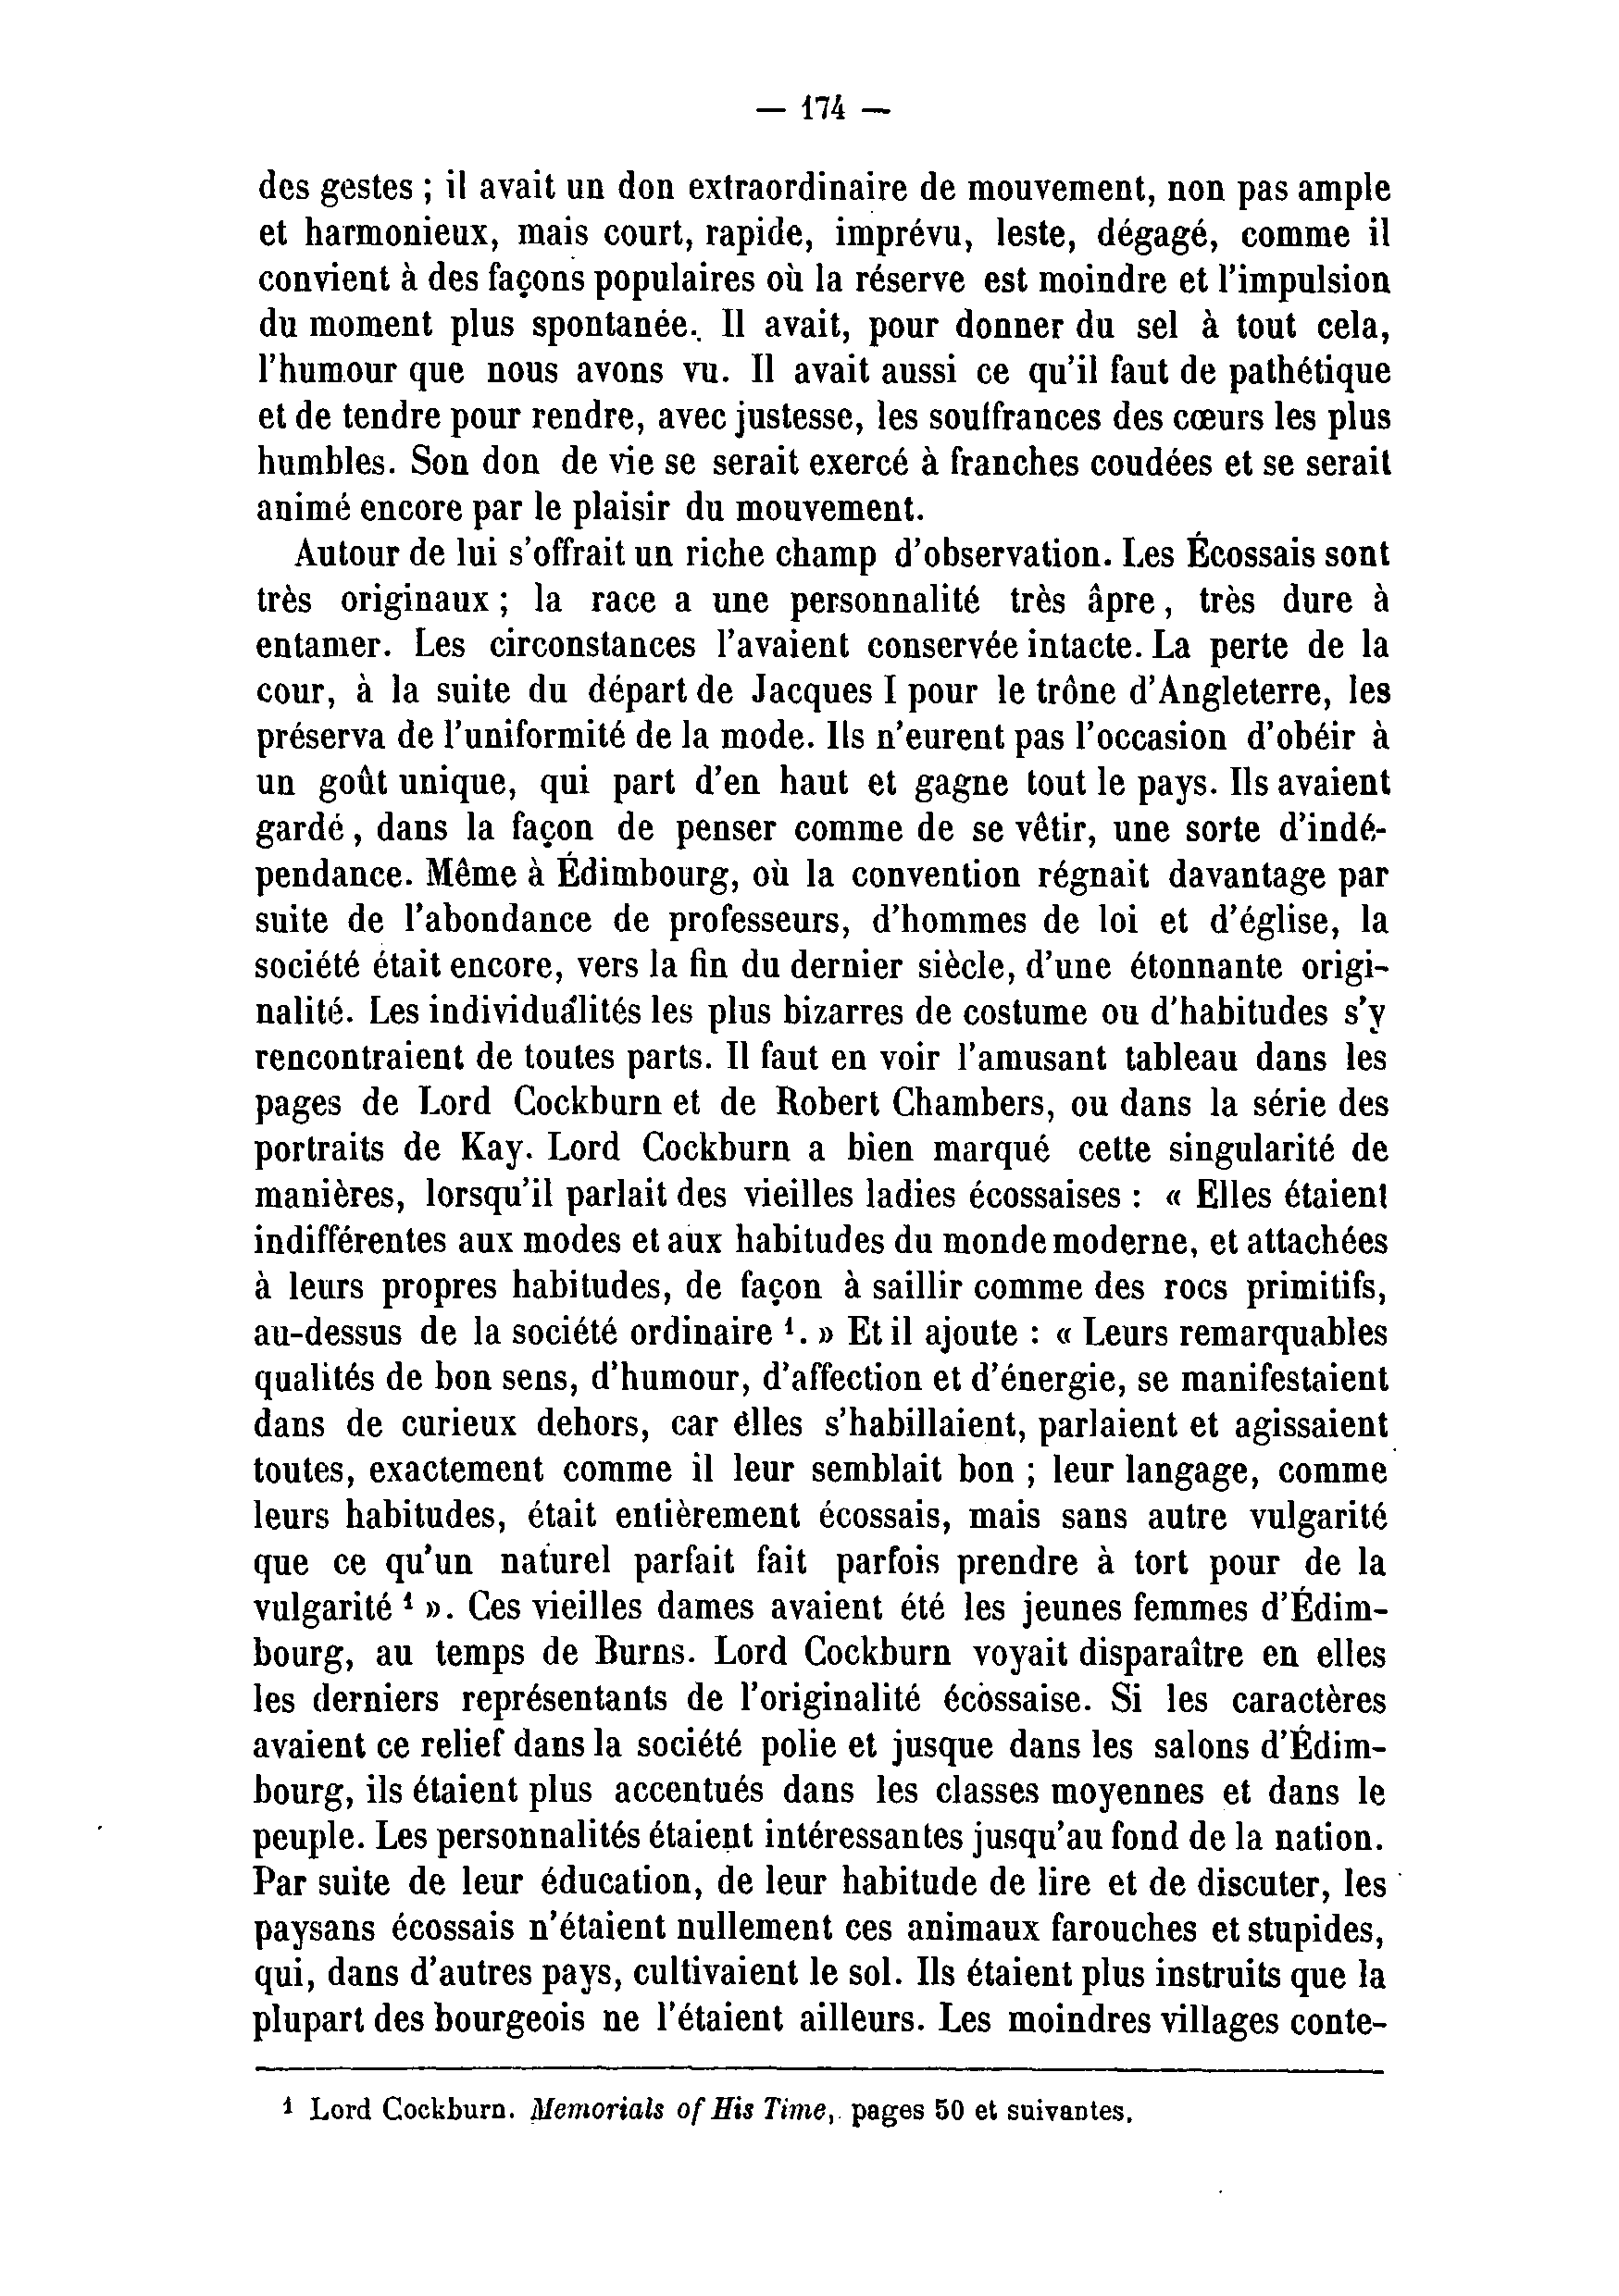 — 174 —
des gestes ; il avait un don extraordinaire de mouvement, non pas ample
et harmonieux, mais court, rapide, imprévu, leste, dégagé, comme il
convient à des façons populaires où la réserve est moindre et l'impulsion
du moment plus spontanée. Il avait, pour donner du sel à tout cela,
l'humour que nous avons vu. Il avait aussi ce qu'il faut de pathétique
et de tendre pour rendre, avec justesse, les souffrances des cœurs les plus
humbles. Son don de vie se serait exercé à franches coudées et se serait
animé encore par le plaisir du mouvement.
Autour de lui s'offrait un riche champ d'observation. Les Écossais sont
très originaux ; la race a une personnalité très âpre, très dure à
entamer. Les circonstances l'avaient conservée intacte. La perte de la
cour, à la suite du départ de Jacques I pour le trône d'Angleterre, les
préserva de l'uniformité de la mode. Ils n'eurent pas l'occasion d'obéir à
un goût unique, qui part d'en haut et gagne tout le pays. Ils avaient
gardé, dans la façon de penser comme de se vêtir, une sorte d'indé-
pendance. Même à Édimbourg, où la convention régnait davantage par
suite de l'abondance de professeurs, d'hommes de loi et d'église, la
société était encore, vers la fin du dernier siècle, d'une étonnante origi-
nalité. Les individualités les plus bizarres de costume ou d'habitudes s'y
rencontraient de toutes parts. Il faut en voir l'amusant tableau dans les
pages de Lord Cockburn et de Robert Chambers, ou dans la série des
portraits de Kay. Lord Cockburn a bien marqué cette singularité de
manières, lorsqu'il parlait des vieilles ladies écossaises : « Elles étaient
indifférentes aux modes et aux habitudes du monde moderne, et attachées
à leurs propres habitudes, de façon à saillir comme des rocs primitifs,
au-dessus de la société ordinaire ¹. » Et il ajoute : « Leurs remarquables
qualités de bon sens, d'humour, d'affection et d'énergie, se manifestaient
dans de curieux dehors, car elles s'habillaient, parlaient et agissaient
toutes, exactement comme il leur semblait bon ; leur langage, comme
leurs habitudes, était entièrement écossais, mais sans autre vulgarité
que ce qu'un naturel parfait fait parfois prendre à tort pour de la
vulgarité ¹ ». Ces vieilles dames avaient été les jeunes femmes d'Édim-
bourg, au temps de Burns. Lord Cockburn voyait disparaître en elles
les derniers représentants de l'originalité écossaise. Si les caractères
avaient ce relief dans la société polie et jusque dans les salons d'Édim-
bourg, ils étaient plus accentués dans les classes moyennes et dans le
peuple. Les personnalités étaient intéressantes jusqu'au fond de la nation.
Par suite de leur éducation, de leur habitude de lire et de discuter, les
paysans écossais n'étaient nullement ces animaux farouches et stupides,
qui, dans d'autres pays, cultivaient le sol. Ils étaient plus instruits que la
plupart des bourgeois ne l'étaient ailleurs. Les moindres villages conte-
¹ Lord Cockburn. Memorials of His Time, pages 50 et suivantes.